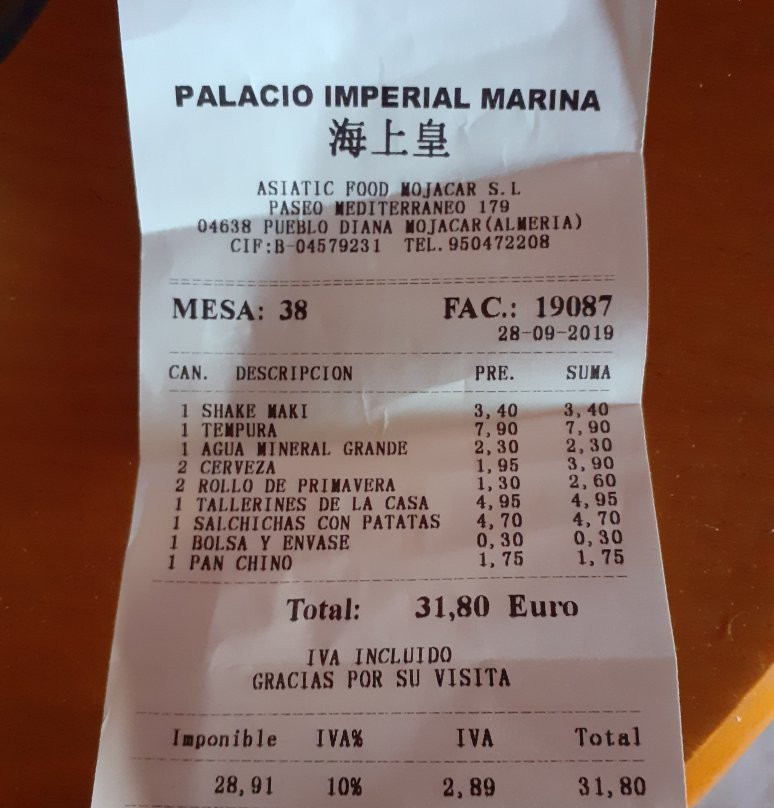 PALACIO IMPERIAL MARINA
海上皇
ASIATIC FOOD MOJACAR S.L
PASEO MEDITERRANEO 179
04638 PUEBLO DIANA MOJACAR(ALMERIA)
CIF:B-04579231 TEL.950472208
MESA: 38 FAC.: 19087
28-09-2019
CAN. DESCRIPCION PRE. SUMA
1 SHAKE MAKI 3,40 3,40
1 TEMPURA 7,90 7,90
1 AGUA MINERAL GRANDE 2,30 2,30
2 CERVEZA 1,95 3,90
2 ROLLO DE PRIMAVERA 1,30 2,60
1 TALLERINES DE LA CASA 4,95 4,95
1 SALCHICHAS CON PATATAS 4,70 4,70
1 BOLSA Y ENVASE 0,30 0,30
1 PAN CHINO 1,75 1,75
Total: 31,80 Euro
IVA INCLUIDO
GRACIAS POR SU VISITA
Imponible IVA% IVA Total
28,91 10% 2,89 31,80